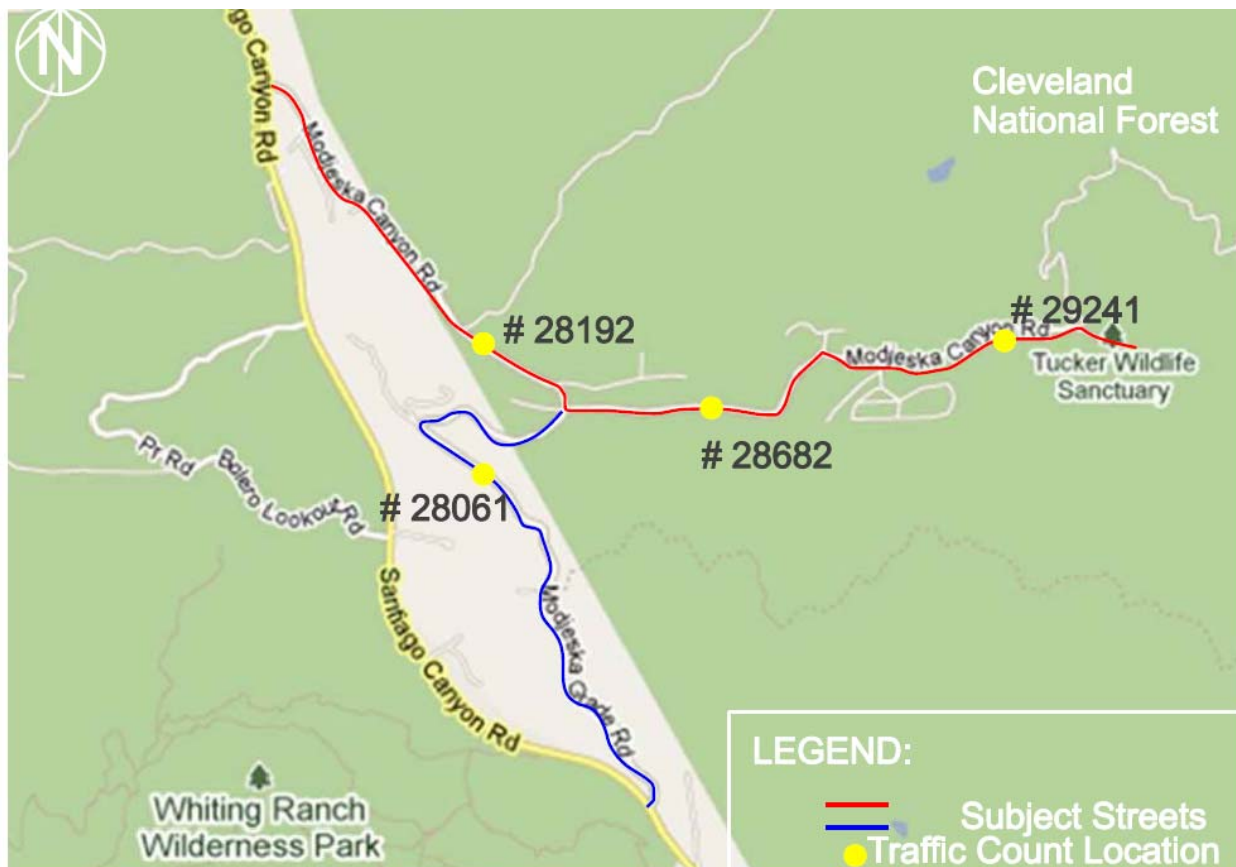 N
go Canyon Rd
Cleveland
National Forest
Modjeska Canyon Rd
# 28192
# 29241
Modjeska Canyon Rd
Tucker Wildlife
Sanctuary
# 28682
# 28061
Pr Rd
Bolero Lookout Rd
Santiago Canyon Rd
Modjeska Grade Rd
Whiting Ranch
Wilderness Park
LEGEND:
Subject Streets
Traffic Count Location